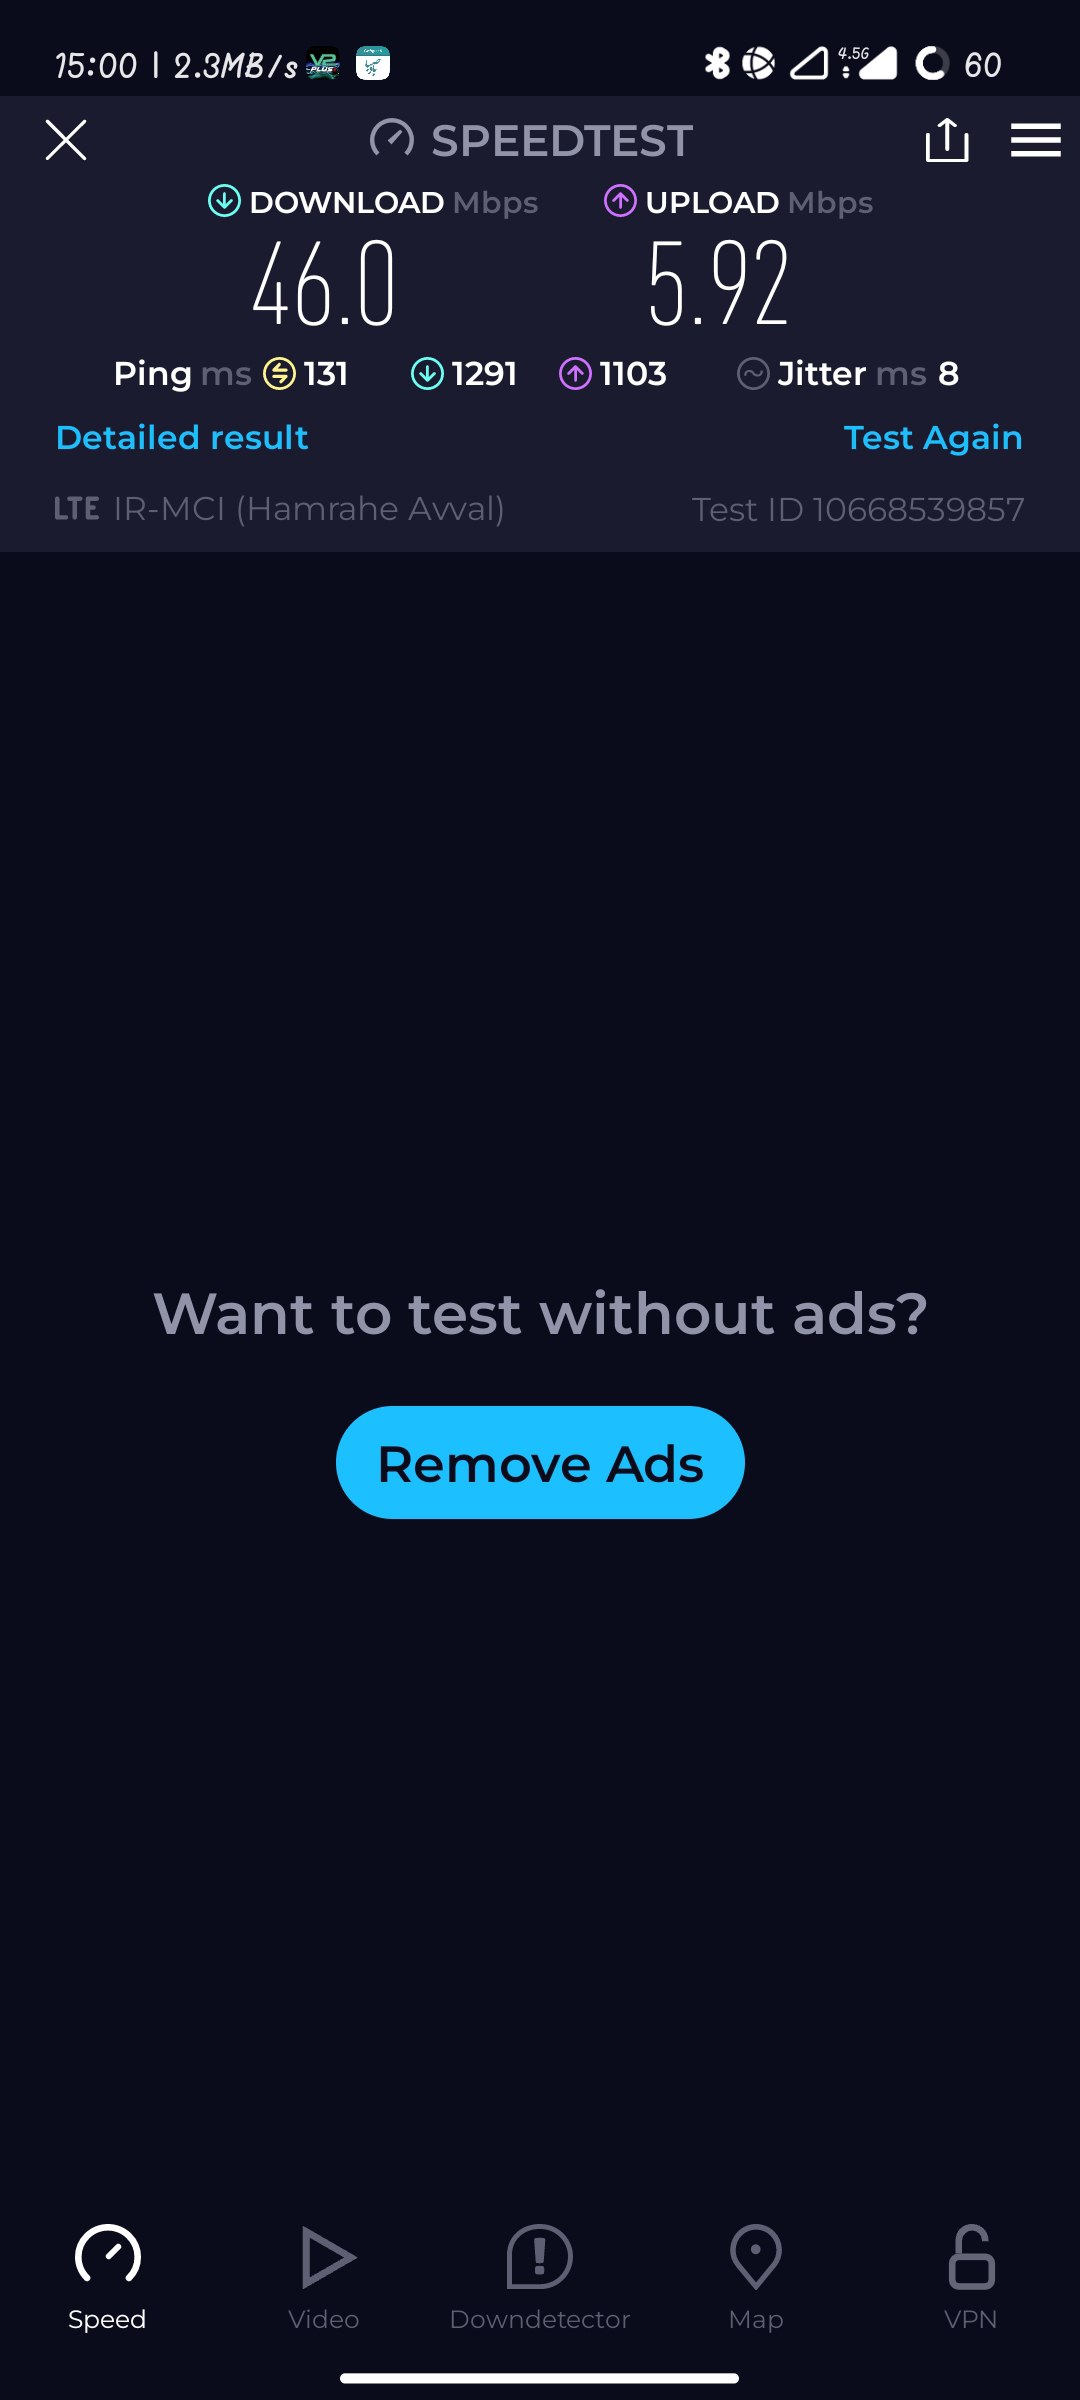 15:00 | 2.3MB/s 4.5G 60
SPEEDTEST
DOWNLOAD Mbps UPLOAD Mbps
46.0 5.92
Ping ms 131 1291 1103 Jitter ms 8
Detailed result Test Again
LTE IR-MCI (Hamrahe Avval) Test ID 10668539857
Want to test without ads?
Remove Ads
Speed Video Downdetector Map VPN